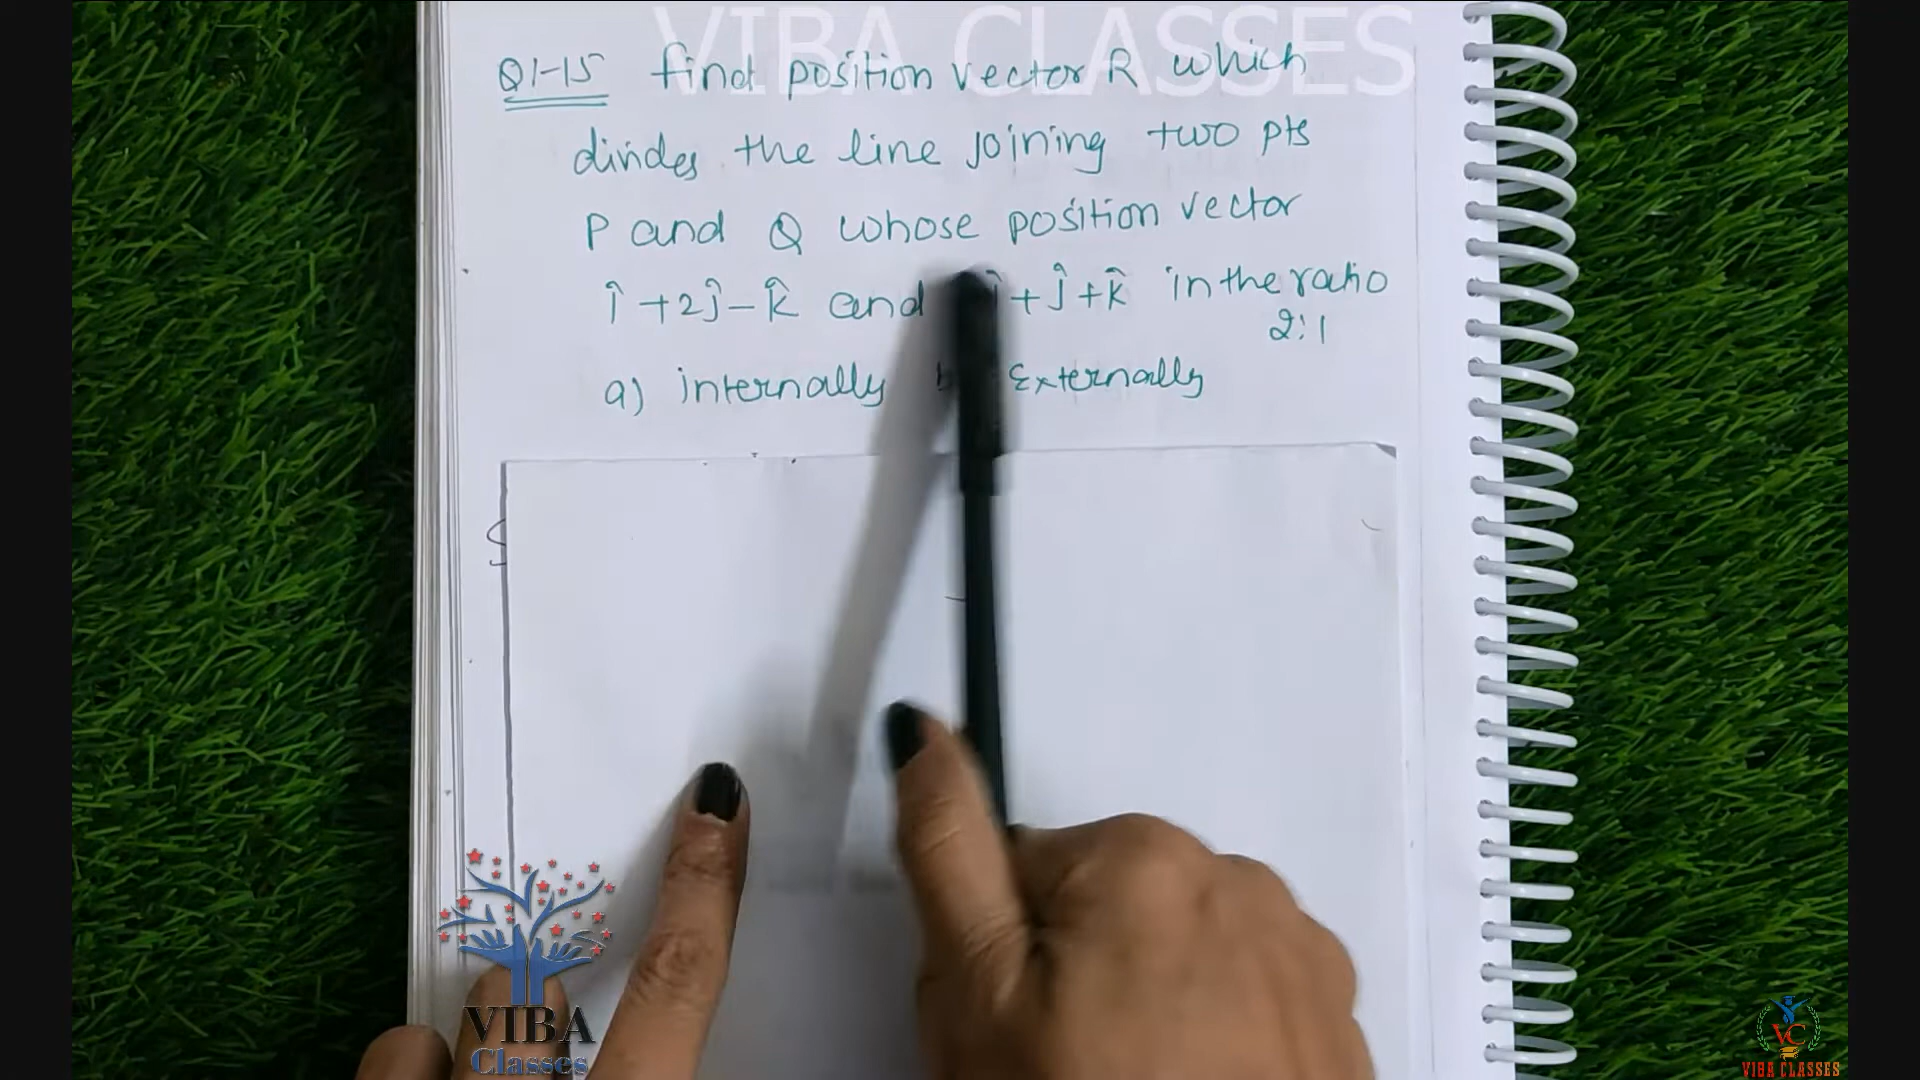 VIBA CLASSES
Q1-15 find position vector R which
divides the line joining two pts
P and Q whose position vector
î + 2ĵ - k̂ and + ĵ + k̂ in the ratio
2:1
a) internally Externally
VIBA
Classes
VC
VIBA CLASSES